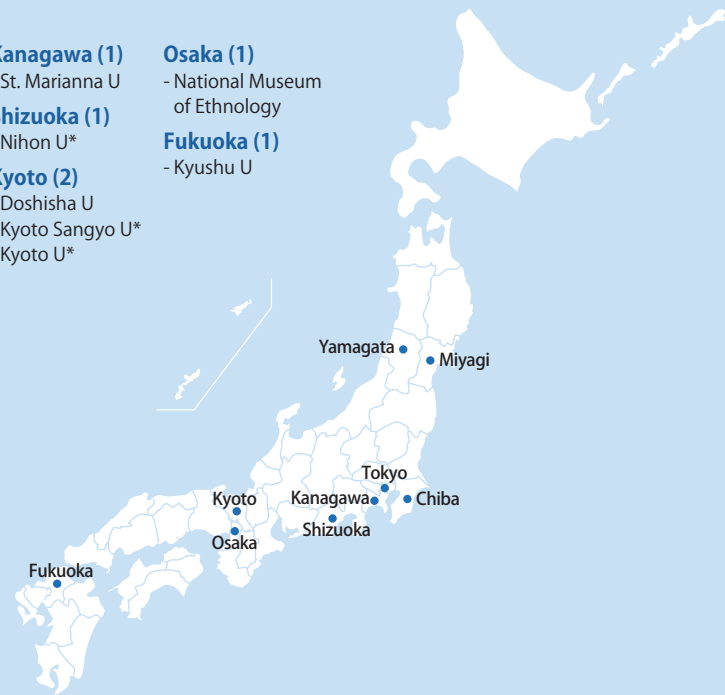 anagawa (1)
St. Marianna U
hizuoka (1)
Nihon U*
yoto (2)
Doshisha U
Kyoto Sangyo U*
Kyoto U*
Osaka (1)
- National Museum
of Ethnology
Fukuoka (1)
- Kyushu U
Yamagata
Miyagi
Tokyo
Kyoto
Kanagawa
Chiba
Shizuoka
Osaka
Fukuoka